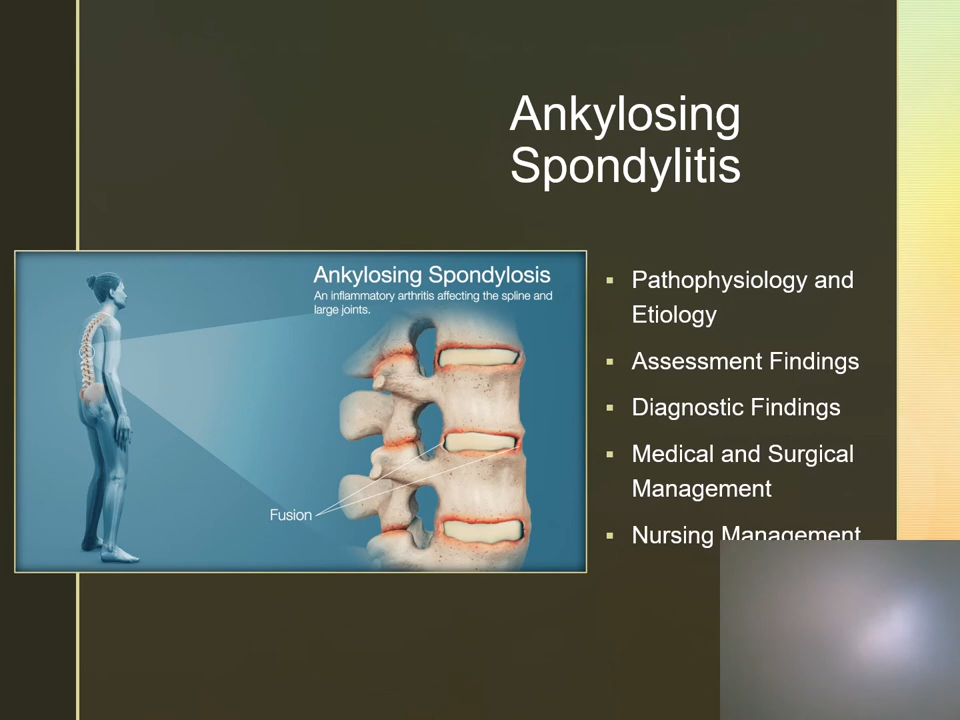 Ankylosing
Spondylitis
Ankylosing Spondylosis
An inflammatory arthritis affecting the spline and
large joints.
Fusion
▪ Pathophysiology and
Etiology
▪ Assessment Findings
▪ Diagnostic Findings
▪ Medical and Surgical
Management
▪ Nursing Management